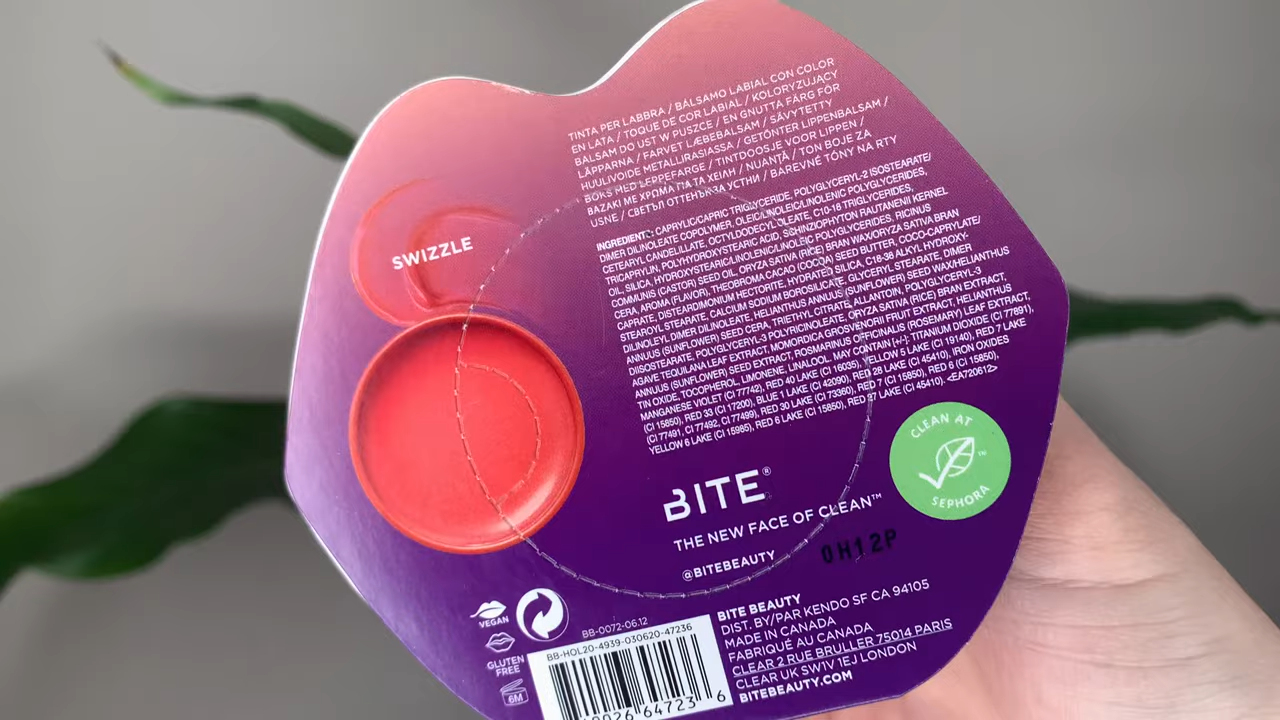 TINTA PER LABBRA / BÁLSAMO LABIAL CON COLOR
EN LATA / TOQUE DE COR LABIAL / KOLORYZUJĄCY
BALSAM DO UST W PUSZCE / EN GNUTTA FÄRG FÖR
LÄPPARNA / FARVET LÆBEBALSAM / SÄVYTETTY
HUULIVOIDE METALLIRASIASSA / GETÖNTER LIPPENBALSAM /
BOKS MED LEPPEFARGE / TINTDOOSJE VOOR LIPPEN /
ΒΑΖΑΚΙ ΜΕ ΧΡΩΜΑ ΓΙΑ ΤΑ ΧΕΙΛΗ / NUANȚĂ / TON BOJE ZA
USNE / СВЕТЪЛ ОТТЕНЪК ЗА УСТНИ / BAREVNÉ TÓNY NA RTY
INGREDIENTS: CAPRYLIC/CAPRIC TRIGLYCERIDE, POLYGLYCERYL-2 ISOSTEARATE/
DIMER DILINOLEATE COPOLYMER, OLEIC/LINOLEIC/LINOLENIC POLYGLYCERIDES,
CETEARYL CANDELILLATE, OCTYLDODECYL OLEATE, C10-18 TRIGLYCERIDES,
TRICAPRYLIN, POLYHYDROXYSTEARIC ACID, SCHINZIOPHYTON RAUTANENII KERNEL
OIL, SILICA, HYDROXYSTEARIC/LINOLENIC/LINOLEIC POLYGLYCERIDES, RICINUS
COMMUNIS (CASTOR) SEED OIL, ORYZA SATIVA (RICE) BRAN WAX/ORYZA SATIVA BRAN
CERA, AROMA (FLAVOR), THEOBROMA CACAO (COCOA) SEED BUTTER, COCO-CAPRYLATE/
CAPRATE, DISTEARDIMONIUM HECTORITE, HYDRATED SILICA, C18-38 ALKYL HYDROXY-
STEAROYL STEARATE, CALCIUM SODIUM BOROSILICATE, GLYCERYL STEARATE, DIMER
DILINOLEYL DIMER DILINOLEATE, HELIANTHUS ANNUUS (SUNFLOWER) SEED WAX/HELIANTHUS
ANNUUS (SUNFLOWER) SEED CERA, TRIETHYL CITRATE, ALLANTOIN, POLYGLYCERYL-3
DIISOSTEARATE, POLYGLYCERYL-3 POLYRICINOLEATE, ORYZA SATIVA (RICE) BRAN EXTRACT,
AGAVE TEQUILANA LEAF EXTRACT, MOMORDICA GROSVENORII FRUIT EXTRACT, HELIANTHUS
ANNUUS (SUNFLOWER) SEED EXTRACT, ROSMARINUS OFFICINALIS (ROSEMARY) LEAF EXTRACT,
TIN OXIDE, TOCOPHEROL, LIMONENE, LINALOOL. MAY CONTAIN [+/-]: TITANIUM DIOXIDE (CI 77891),
MANGANESE VIOLET (CI 77742), RED 40 LAKE (CI 16035), YELLOW 5 LAKE (CI 19140), RED 7 LAKE
(CI 15850), RED 33 (CI 17200), BLUE 1 LAKE (CI 42090), RED 28 LAKE (CI 45410), IRON OXIDES
(CI 77491, CI 77492, CI 77499), RED 30 LAKE (CI 73360), RED 7 (CI 15850), RED 6 (CI 15850),
YELLOW 6 LAKE (CI 15985), RED 6 LAKE (CI 15850), RED 27 LAKE (CI 45410). <EA720612>
SWIZZLE
CLEAN AT
SEPHORA
BITE®
THE NEW FACE OF CLEAN™
@BITEBEAUTY
0H12P
VEGAN
GLUTEN
FREE
6M
BB-0072-06.12
BB-HOL20-4939-030620-47236
64723 6
BITE BEAUTY
DIST. BY/PAR KENDO SF CA 94105
MADE IN CANADA
FABRIQUÉ AU CANADA
CLEAR 2 RUE BRULLER 75014 PARIS
CLEAR UK SW1V 1EJ LONDON
BITEBEAUTY.COM